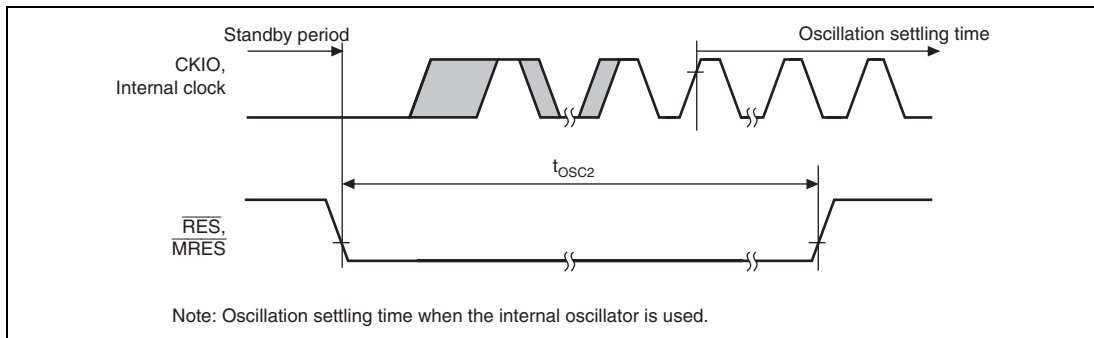 Standby period
Oscillation settling time
CKIO,
Internal clock
tOSC2
RES,
MRES
Note: Oscillation settling time when the internal oscillator is used.